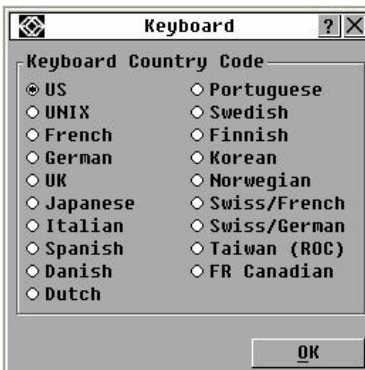 Keyboard ? X
Keyboard Country Code
US Portuguese
UNIX Swedish
French Finnish
German Korean
UK Norwegian
Japanese Swiss/French
Italian Swiss/German
Spanish Taiwan (ROC)
Danish FR Canadian
Dutch
OK